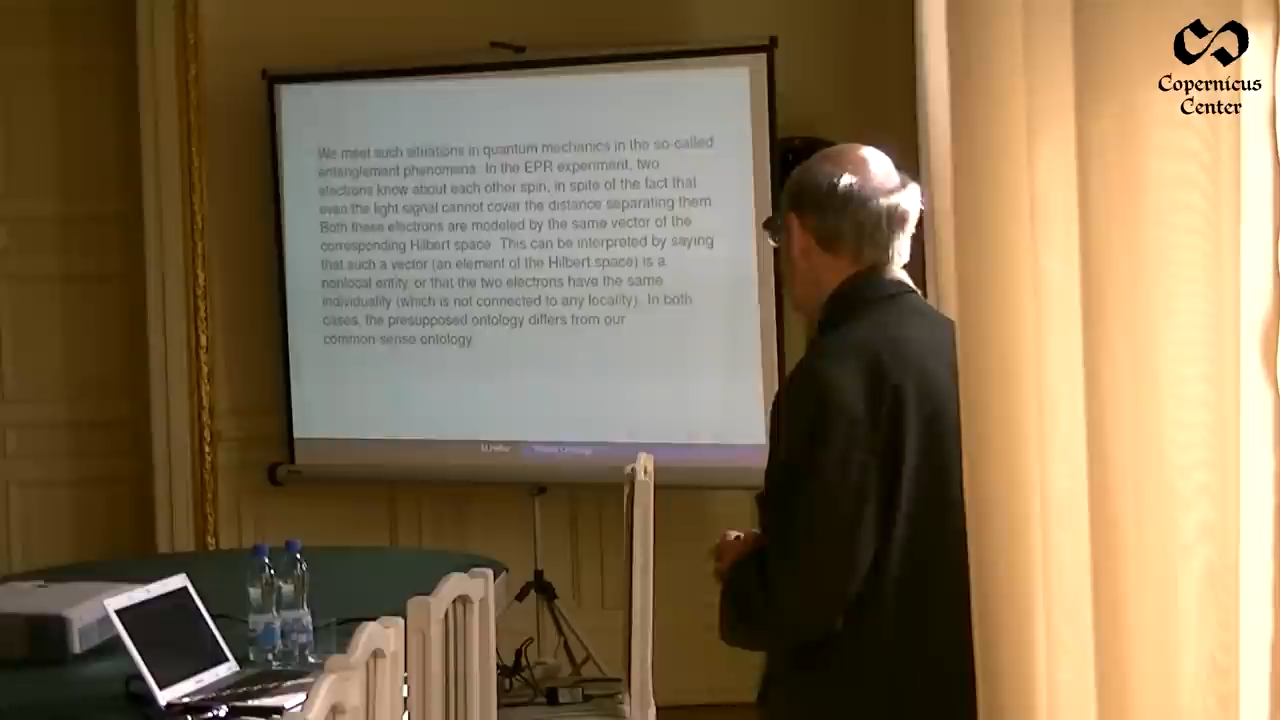 Copernicus
Center
We meet such situations in quantum mechanics in the so-called
entanglement phenomena. In the EPR experiment, two
electrons know about each other spin, in spite of the fact that
even the light signal cannot cover the distance separating them.
Both these electrons are modeled by the same vector of the
corresponding Hilbert space. This can be interpreted by saying
that such a vector (an element of the Hilbert space) is a
nonlocal entity, or that the two electrons have the same
individuality (which is not connected to any locality). In both
cases, the presupposed ontology differs from our
common-sense ontology.